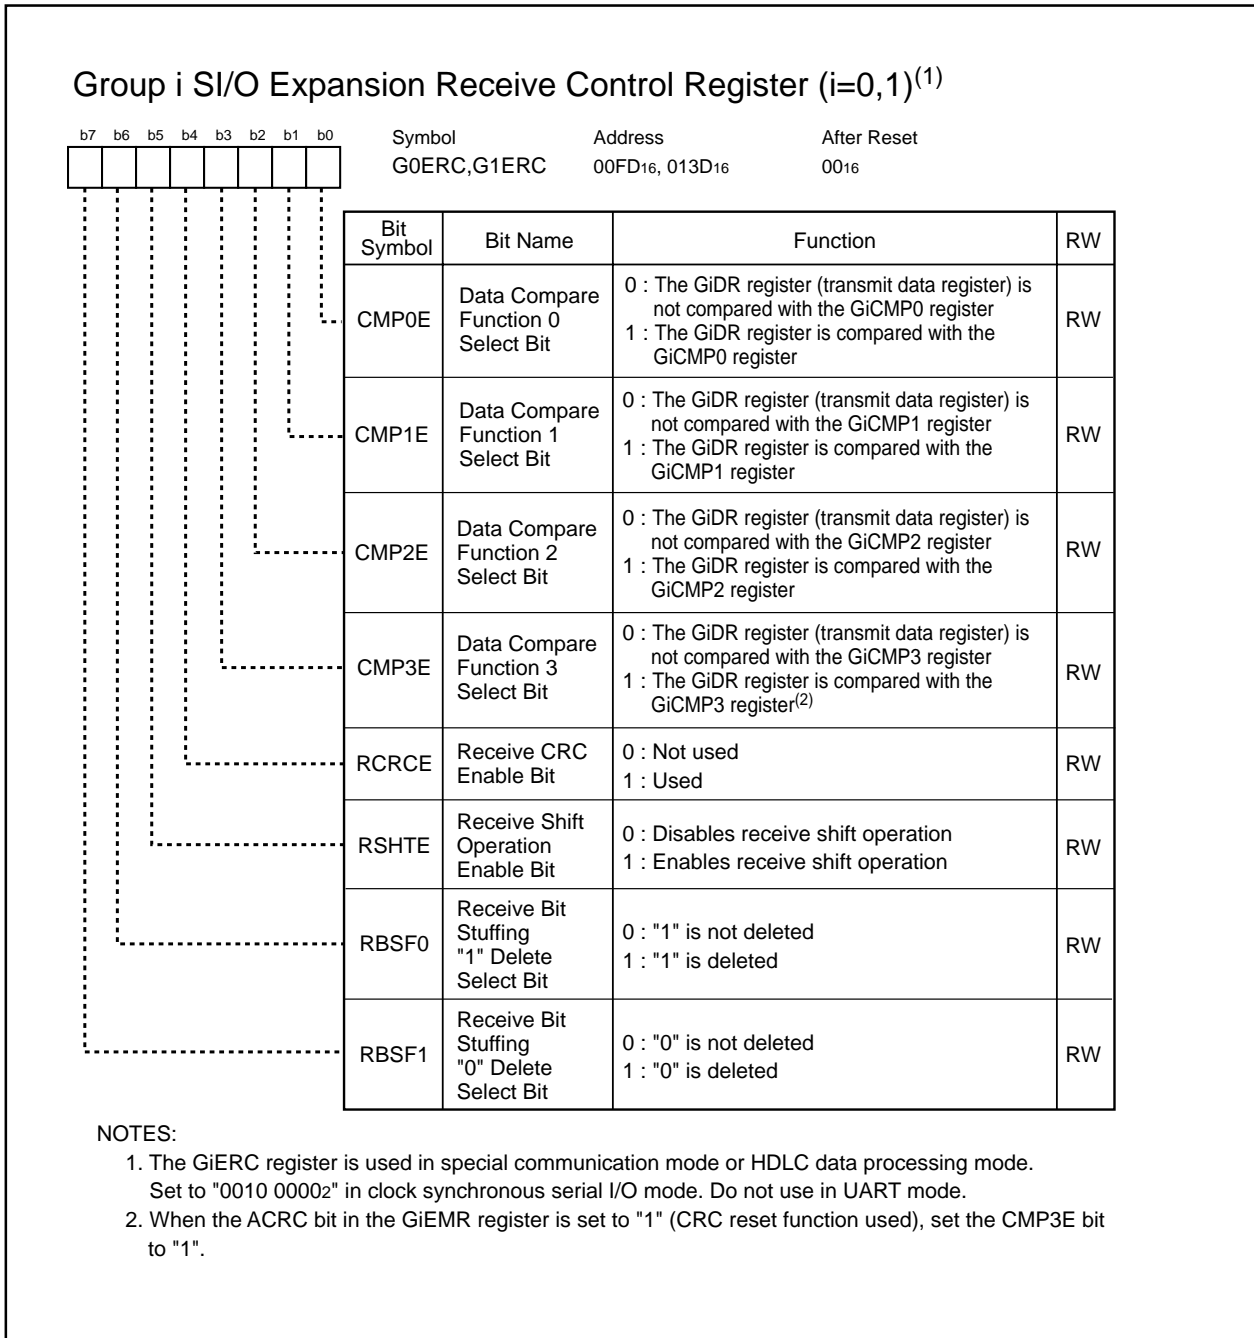 Group i SI/O Expansion Receive Control Register (i=0,1)(1)
b7 b6 b5 b4 b3 b2 b1 b0
Symbol Address After Reset
G0ERC,G1ERC 00FD16, 013D16 0016
Bit Symbol Bit Name Function RW
CMP0E
Data Compare
Function 0
Select Bit
0 : The GiDR register (transmit data register) is
not compared with the GiCMP0 register
1 : The GiDR register is compared with the
GiCMP0 register
RW
CMP1E
Data Compare
Function 1
Select Bit
0 : The GiDR register (transmit data register) is
not compared with the GiCMP1 register
1 : The GiDR register is compared with the
GiCMP1 register
RW
CMP2E
Data Compare
Function 2
Select Bit
0 : The GiDR register (transmit data register) is
not compared with the GiCMP2 register
1 : The GiDR register is compared with the
GiCMP2 register
RW
CMP3E
Data Compare
Function 3
Select Bit
0 : The GiDR register (transmit data register) is
not compared with the GiCMP3 register
1 : The GiDR register is compared with the
GiCMP3 register(2)
RW
RCRCE
Receive CRC
Enable Bit
0 : Not used
1 : Used
RW
RSHTE
Receive Shift
Operation
Enable Bit
0 : Disables receive shift operation
1 : Enables receive shift operation
RW
RBSF0
Receive Bit
Stuffing
"1" Delete
Select Bit
0 : "1" is not deleted
1 : "1" is deleted
RW
RBSF1
Receive Bit
Stuffing
"0" Delete
Select Bit
0 : "0" is not deleted
1 : "0" is deleted
RW
NOTES:
1. The GiERC register is used in special communication mode or HDLC data processing mode.
Set to "0010 00002" in clock synchronous serial I/O mode. Do not use in UART mode.
2. When the ACRC bit in the GiEMR register is set to "1" (CRC reset function used), set the CMP3E bit
to "1".